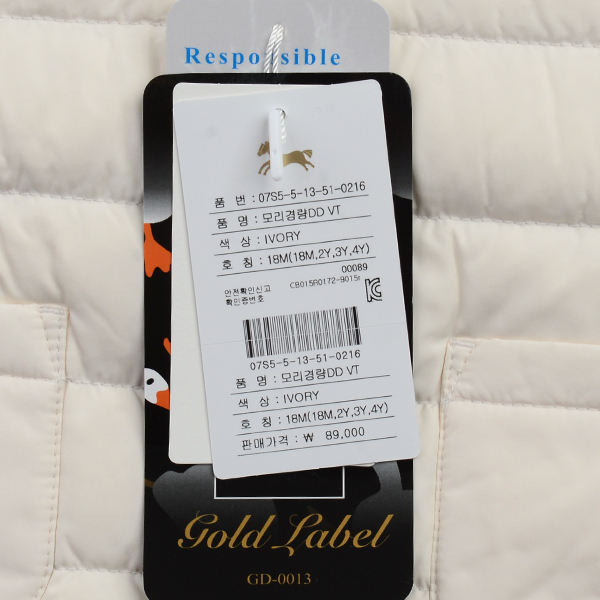 Responsible
품 번 : 07S5-5-13-51-0216
품 명 : 모리경량DD VT
색 상 : IVORY
호 칭 : 18M(18M,2Y,3Y,4Y)
00089
안전확인신고
확인증번호
CB015R0172-9015r
07S5-5-13-51-0216
품 명 : 모리경량DD VT
색 상 : IVORY
호 칭 : 18M(18M,2Y,3Y,4Y)
판매가격 : ₩ 89,000
Gold Label
GD-0013